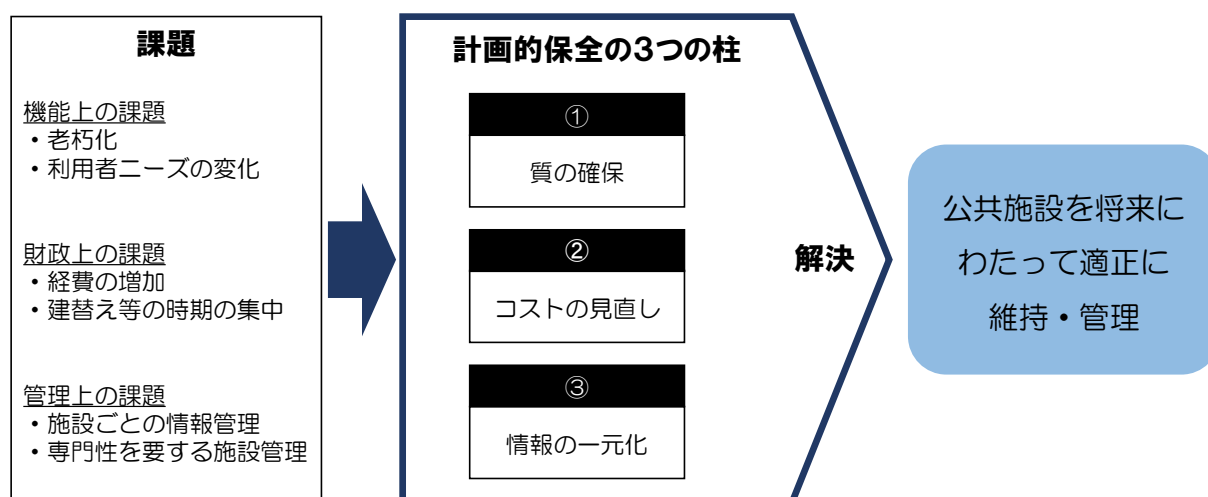 課題
機能上の課題
・老朽化
・利用者ニーズの変化
財政上の課題
・経費の増加
・建替え等の時期の集中
管理上の課題
・施設ごとの情報管理
・専門性を要する施設管理
計画的保全の3つの柱
①
質の確保
②
コストの見直し
③
情報の一元化
解決
公共施設を将来に
わたって適正に
維持・管理